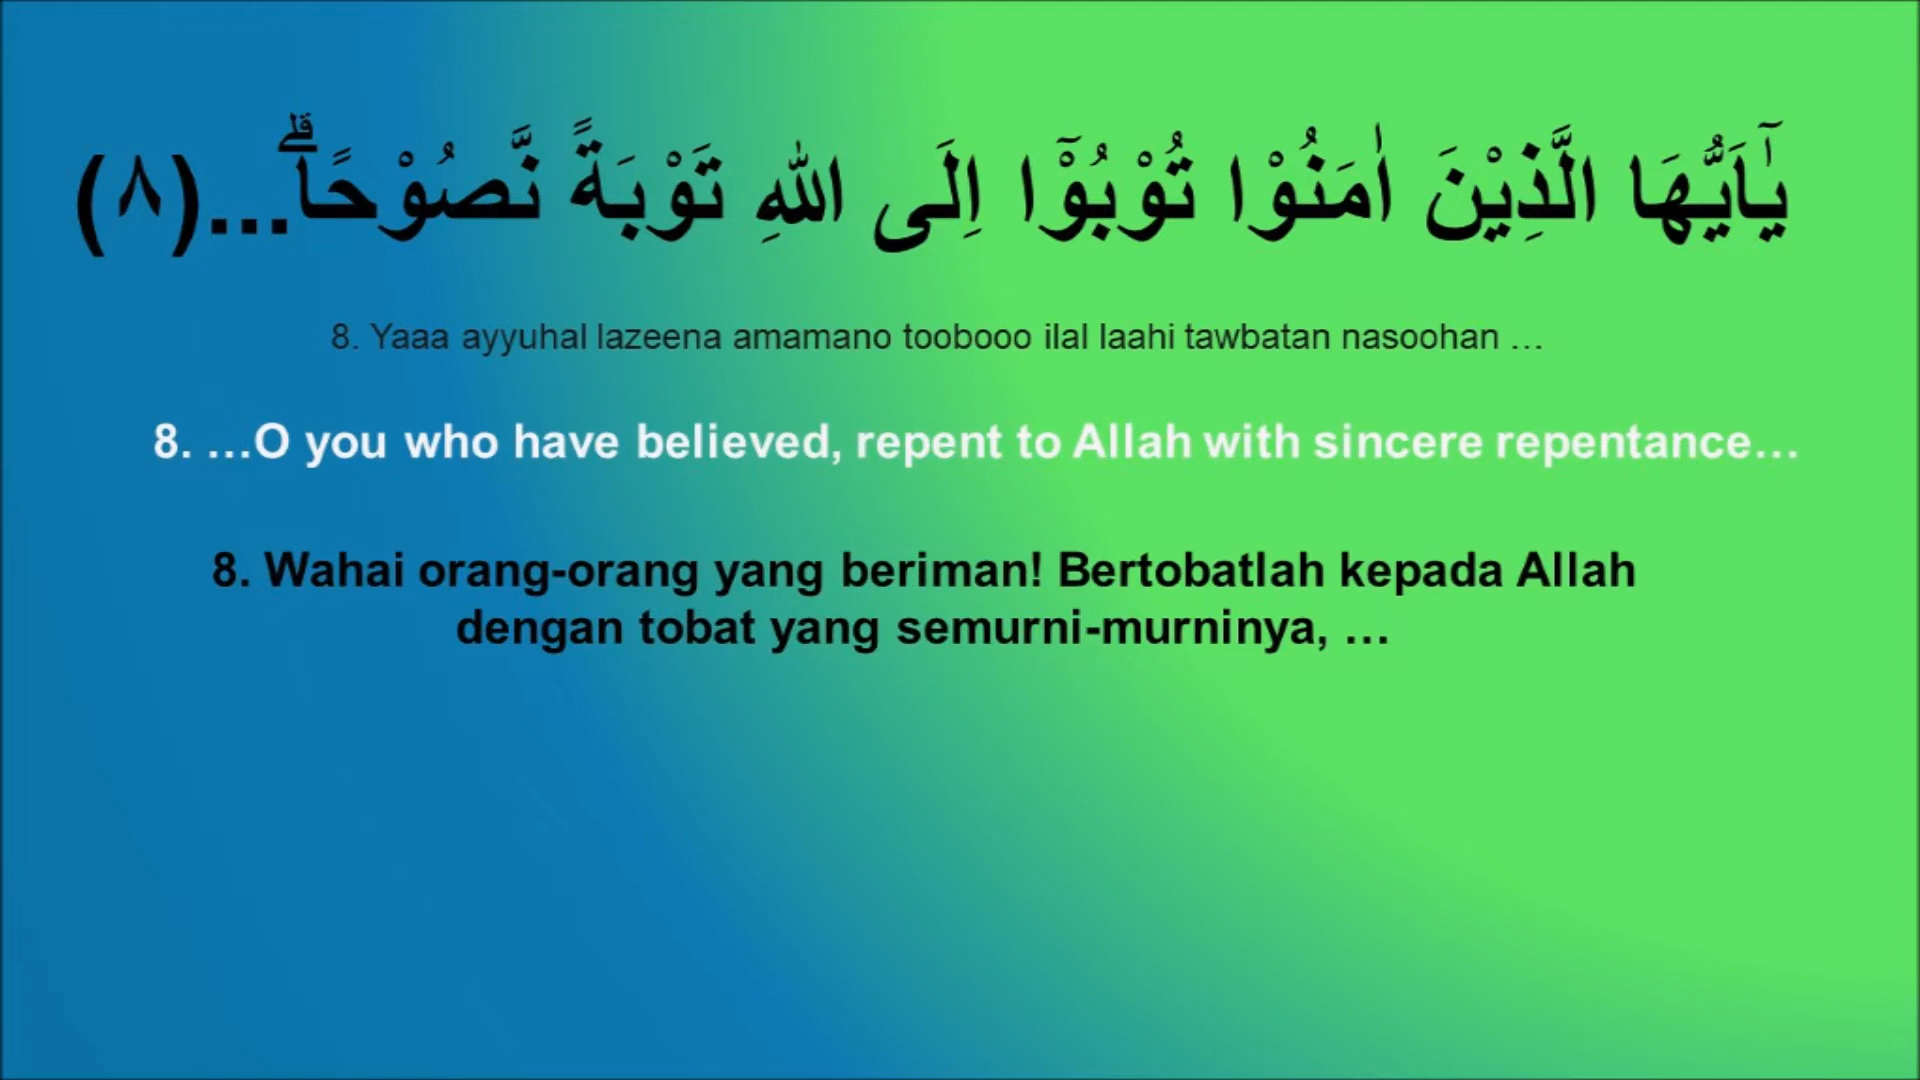 يٰٓاَيُّهَا الَّذِيْنَ اٰمَنُوْا تُوْبُوْٓا اِلَى اللّٰهِ تَوْبَةً نَّصُوْحًاۗ...(٨)
8. Yaaa ayyuhal lazeena amamano toobooo ilal laahi tawbatan nasoohan …
8. …O you who have believed, repent to Allah with sincere repentance…
8. Wahai orang-orang yang beriman! Bertobatlah kepada Allah
dengan tobat yang semurni-murninya, …